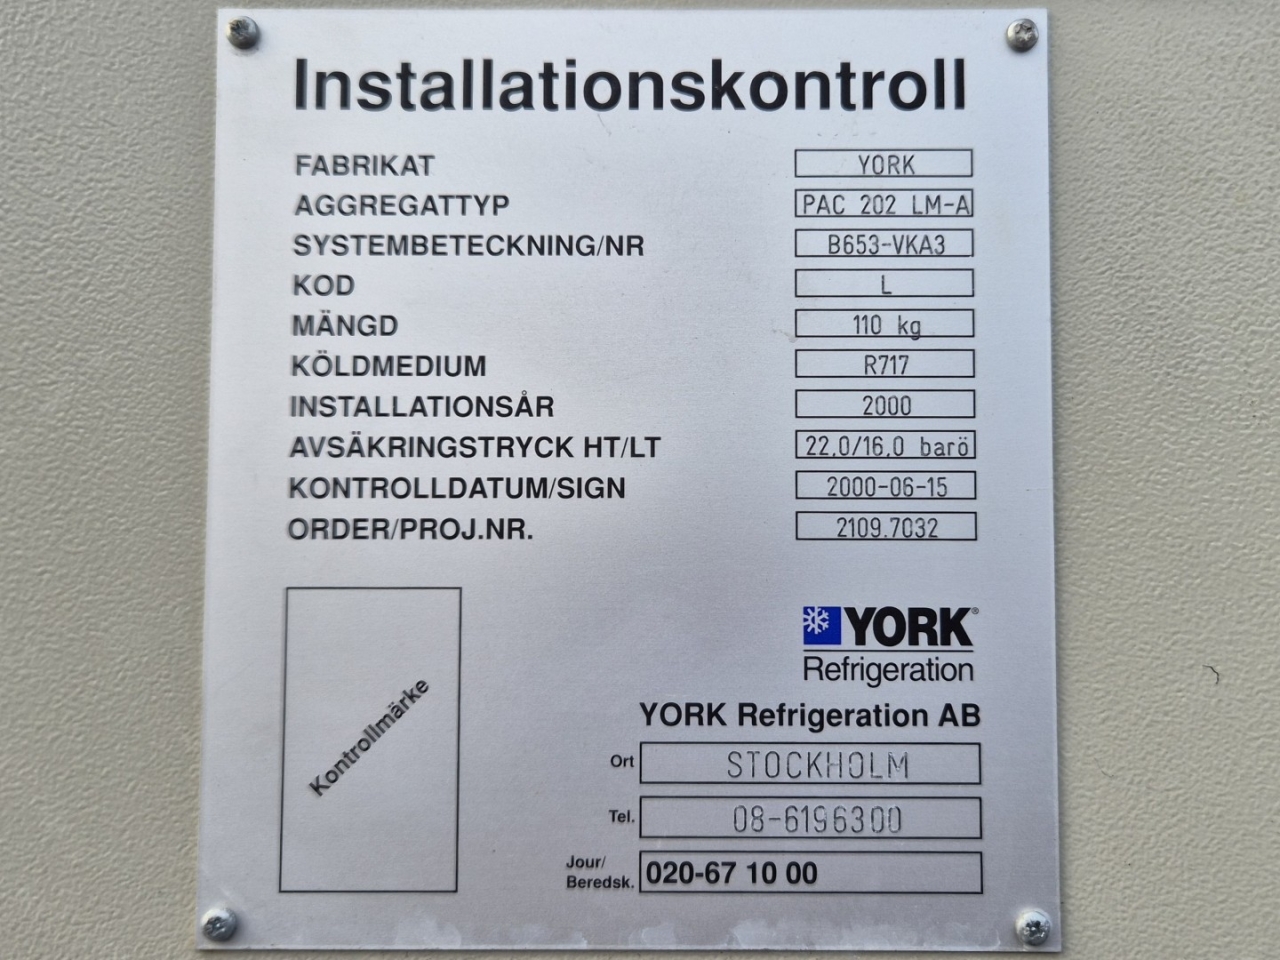 Installationskontroll
FABRIKAT YORK
AGGREGATTYP PAC 202 LM-A
SYSTEMBETECKNING/NR B653-VKA3
KOD L
MÄNGD 110 kg
KÖLDMEDIUM R717
INSTALLATIONSÅR 2000
AVSÄKRINGSTRYCK HT/LT 22.0/16.0 barö
KONTROLLDATUM/SIGN 2000-06-15
ORDER/PROJ.NR. 2109.7032
Kontrollmärke
YORK®
Refrigeration
YORK Refrigeration AB
Ort STOCKHOLM
Tel. 08-6196300
Jour/
Beredsk. 020-67 10 00